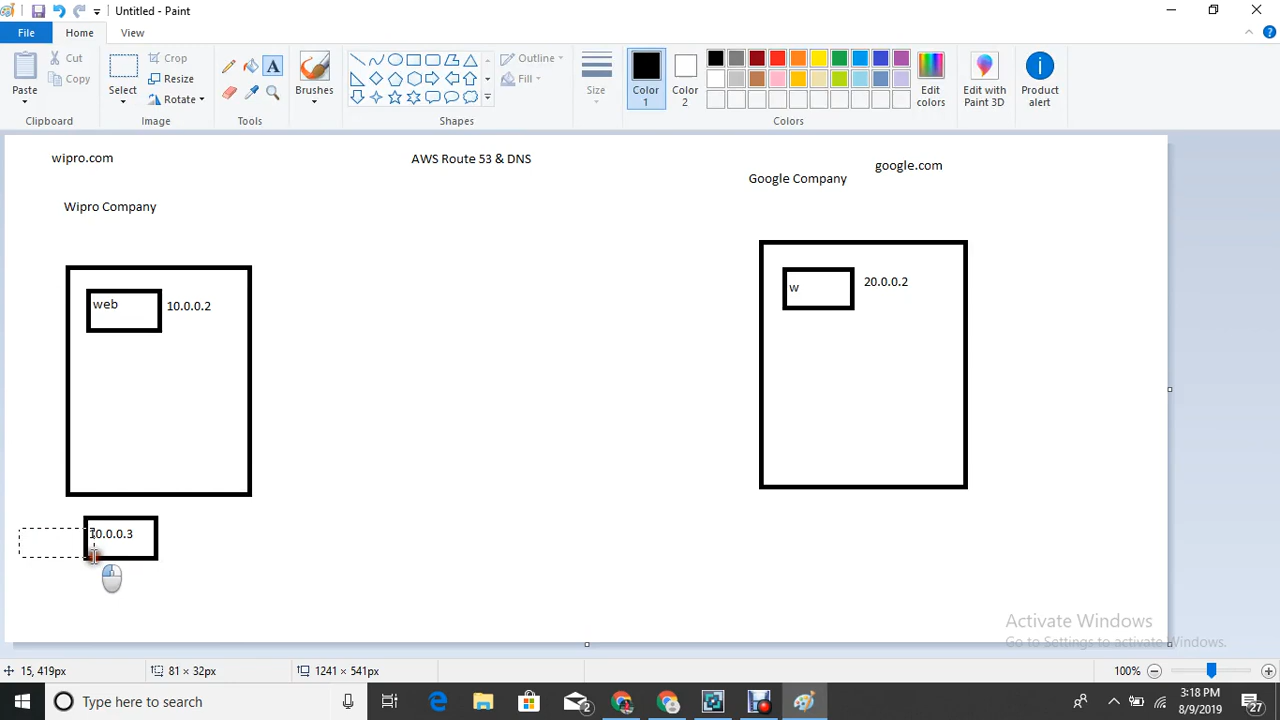 Untitled - Paint
File
Home
View
Paste
Cut
Copy
Clipboard
Select
Crop
Resize
Rotate
Image
A
Tools
Brushes
Shapes
Outline
Fill
Size
Color
1
Color
2
Colors
Edit
colors
Edit with
Paint 3D
Product
alert
wipro.com
AWS Route 53 & DNS
google.com
Google Company
Wipro Company
web
10.0.0.2
w
20.0.0.2
10.0.0.3
Activate Windows
Go to Settings to activate Windows.
15, 419px
81 × 32px
1241 × 541px
100%
Type here to search
2
3:18 PM
8/9/2019
27